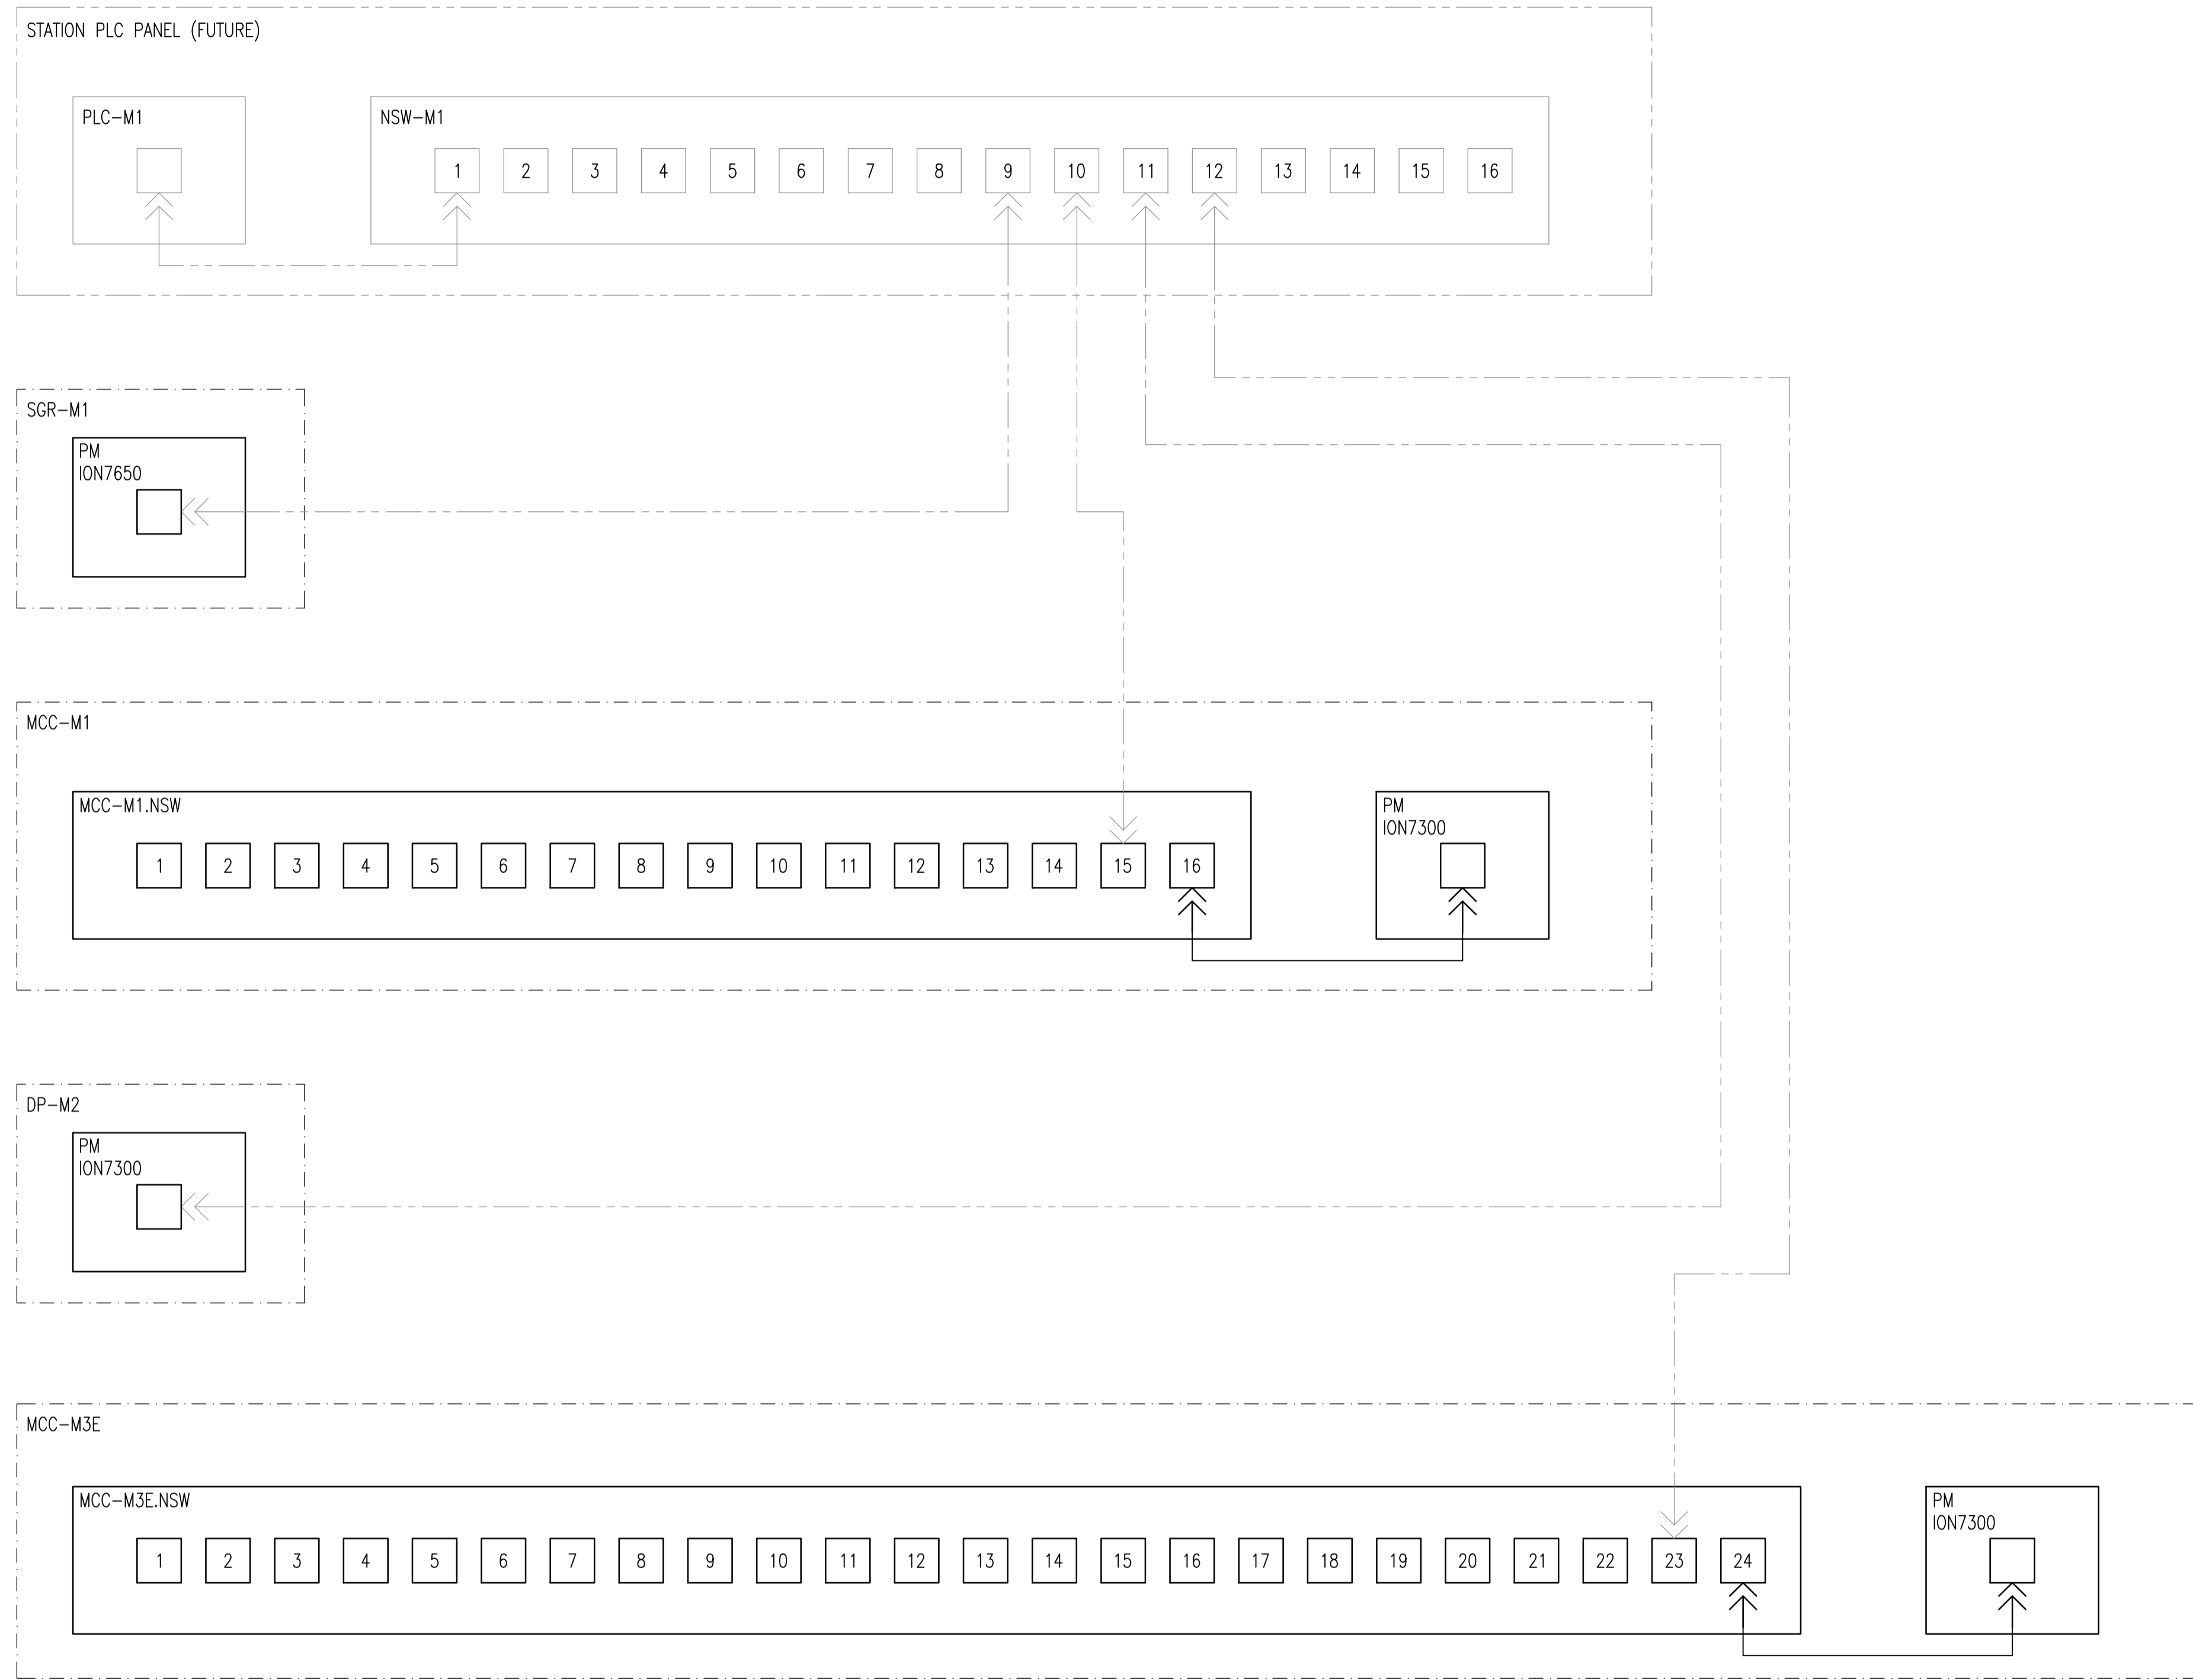 STATION PLC PANEL (FUTURE)
PLC-M1
NSW-M1
1 2 3 4 5 6 7 8 9 10 11 12 13 14 15 16
SGR-M1
PM
ION7650
MCC-M1
MCC-M1.NSW
1 2 3 4 5 6 7 8 9 10 11 12 13 14 15 16
PM
ION7300
DP-M2
PM
ION7300
MCC-M3E
MCC-M3E.NSW
1 2 3 4 5 6 7 8 9 10 11 12 13 14 15 16 17 18 19 20 21 22 23 24
PM
ION7300